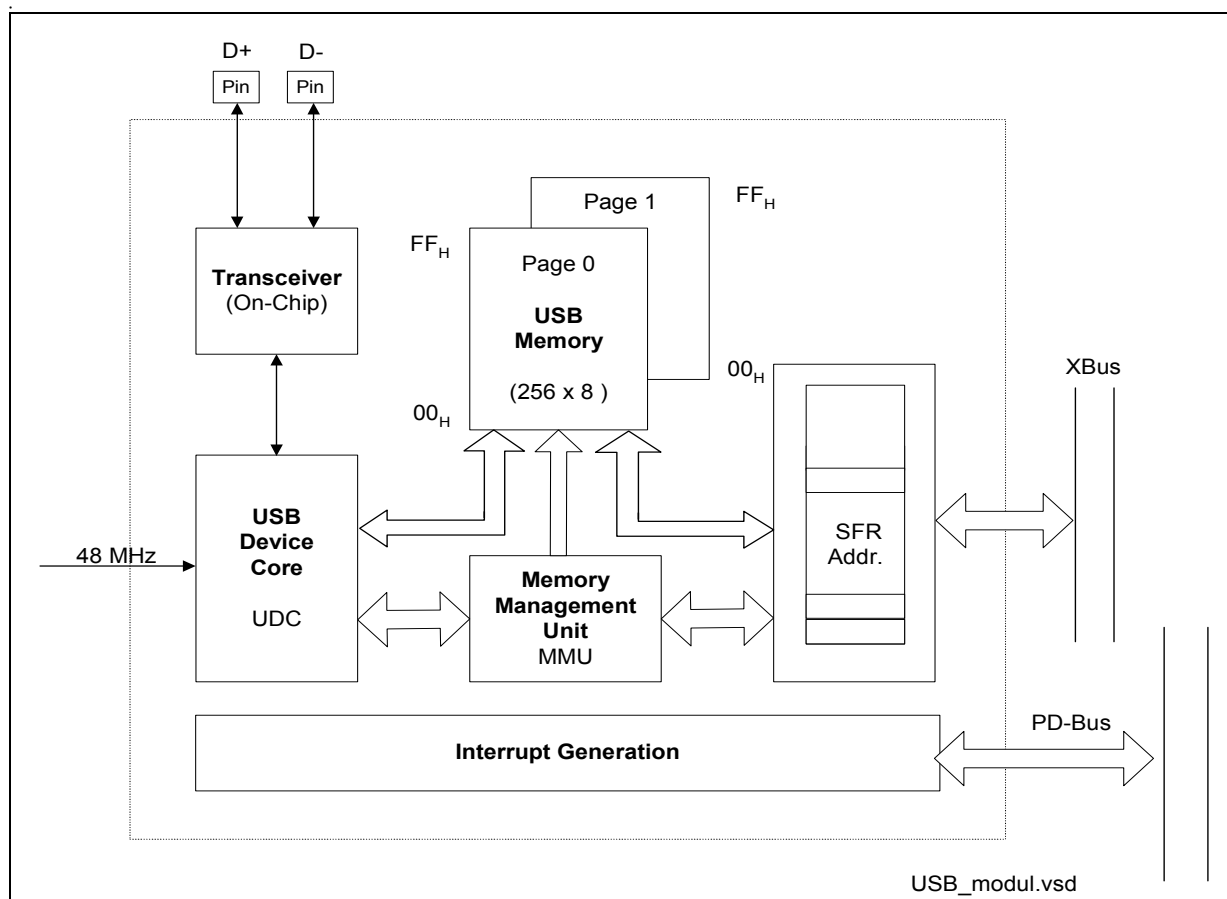 D+ D-
Pin Pin
Page 1
FFH
FFH
Page 0
Transceiver
(On-Chip)
USB
Memory
(256 x 8 )
00H
00H
XBus
USB
Device
Core
UDC
48 MHz
SFR
Addr.
Memory
Management
Unit
MMU
PD-Bus
Interrupt Generation
USB_modul.vsd